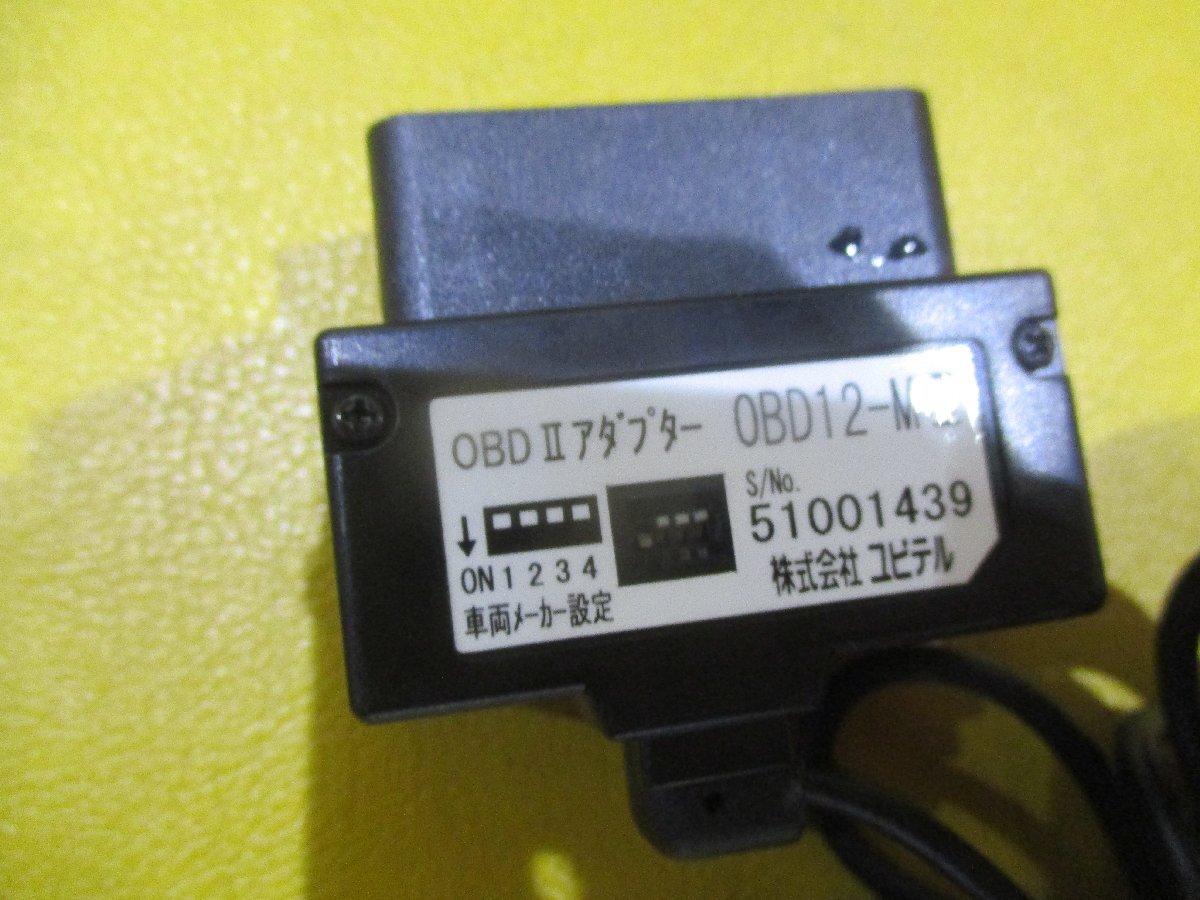 OBD Ⅱアダプター OBD12-M
S/No.
51001439
↓
ON 1 2 3 4
車両メーカー設定
株式会社 ユピテル